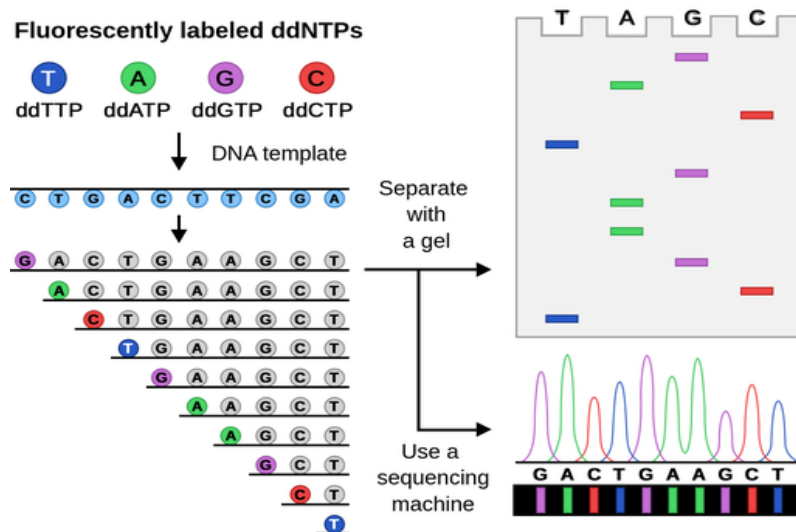 Fluorescently labeled ddNTPs
T A G C
ddTTP ddATP ddGTP ddCTP
DNA template
C T G A C T T C G A
G A C T G A A G C T
A C T G A A G C T
C T G A A G C T
T G A A G C T
G A A G C T
A A G C T
A G C T
G C T
C T
T
Separate
with
a gel
T A G C
Use a
sequencing
machine
G A C T G A A G C T